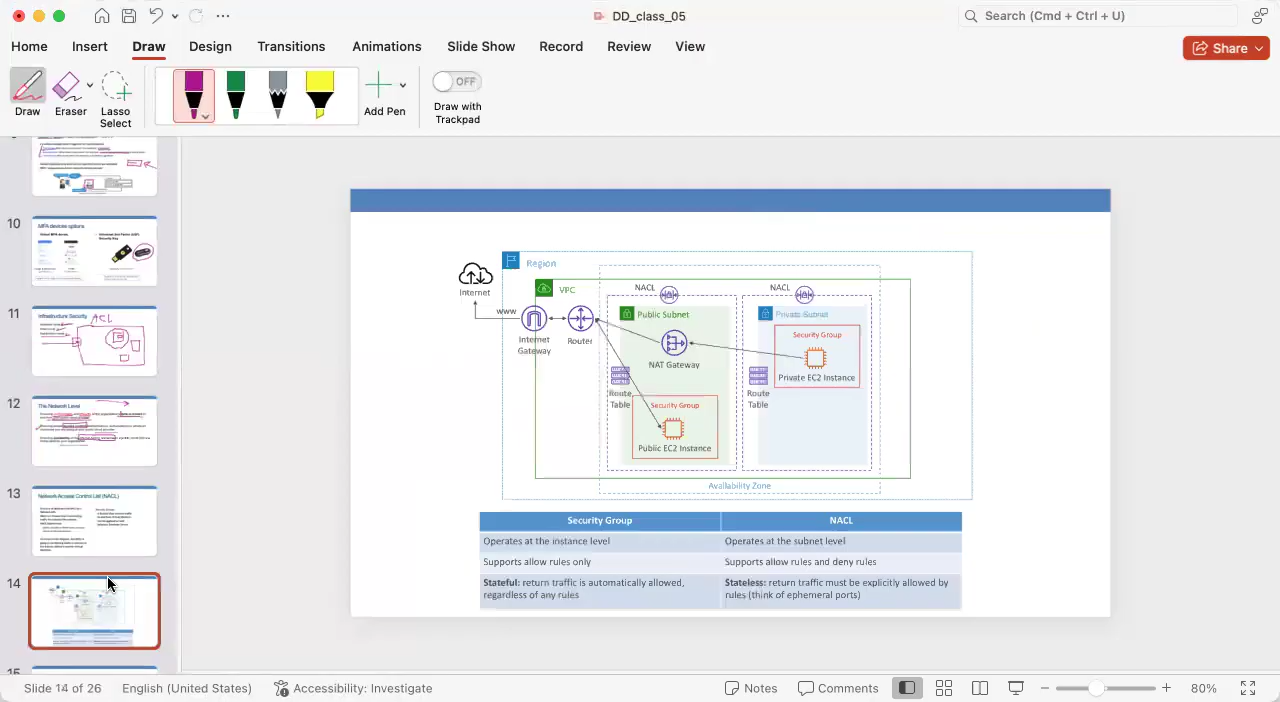 DD_class_05
Search (Cmd + Ctrl + U)
Home Insert Draw Design Transitions Animations Slide Show Record Review View Share
OFF
Draw Eraser Lasso Select Add Pen Draw with Trackpad
10
MFA devices options
11
Infrastructure Security
ACL
12
The Network Level
13
Network Access Control List (NACL)
14
15
Region
Internet
VPC
NACL
NACL
www
Public Subnet
Private Subnet
Internet Gateway
Router
NAT Gateway
Security Group
Private EC2 Instance
Route Table
Route Table
Security Group
Public EC2 Instance
Availability Zone
Security Group NACL
Operates at the instance level Operates at the subnet level
Supports allow rules only Supports allow rules and deny rules
Stateful: return traffic is automatically allowed, regardless of any rules Stateless: return traffic must be explicitly allowed by rules (think of ephemeral ports)
Slide 14 of 26 English (United States) Accessibility: Investigate Notes Comments 80%